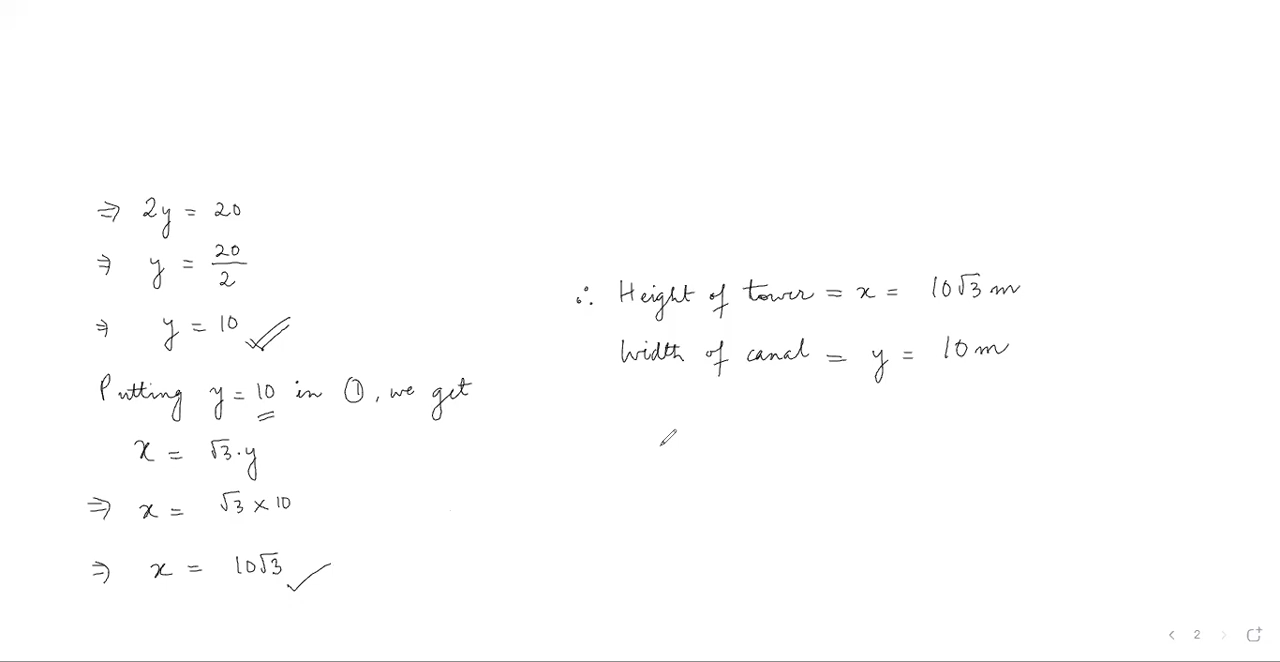 ⇒ 2y = 20
⇒ y = 20/2
⇒ y = 10
Putting y = 10 in ①, we get
x = √3·y
⇒ x = √3 × 10
⇒ x = 10√3
∴ Height of tower = x = 10√3 m
Width of canal = y = 10 m
< 2 >